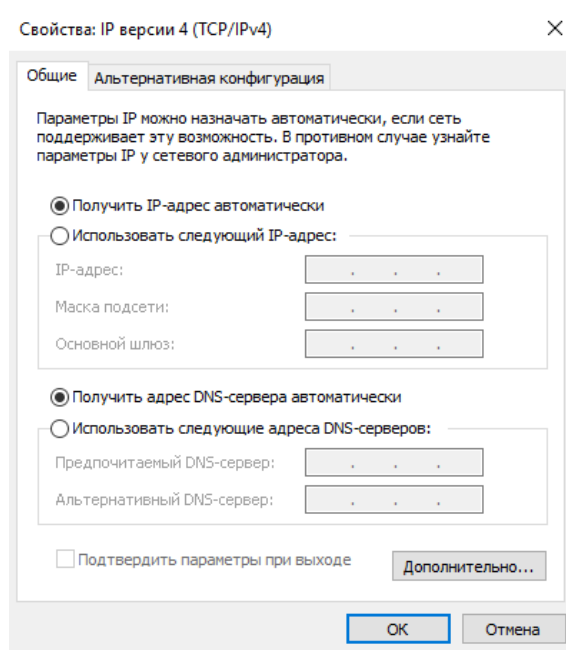 Свойства: IP версии 4 (TCP/IPv4)
Общие
Альтернативная конфигурация
Параметры IP можно назначать автоматически, если сеть
поддерживает эту возможность. В противном случае узнайте
параметры IP у сетевого администратора.
Получить IP-адрес автоматически
Использовать следующий IP-адрес:
IP-адрес:
Маска подсети:
Основной шлюз:
Получить адрес DNS-сервера автоматически
Использовать следующие адреса DNS-серверов:
Предпочитаемый DNS-сервер:
Альтернативный DNS-сервер:
Подтвердить параметры при выходе
Дополнительно...
ОК
Отмена